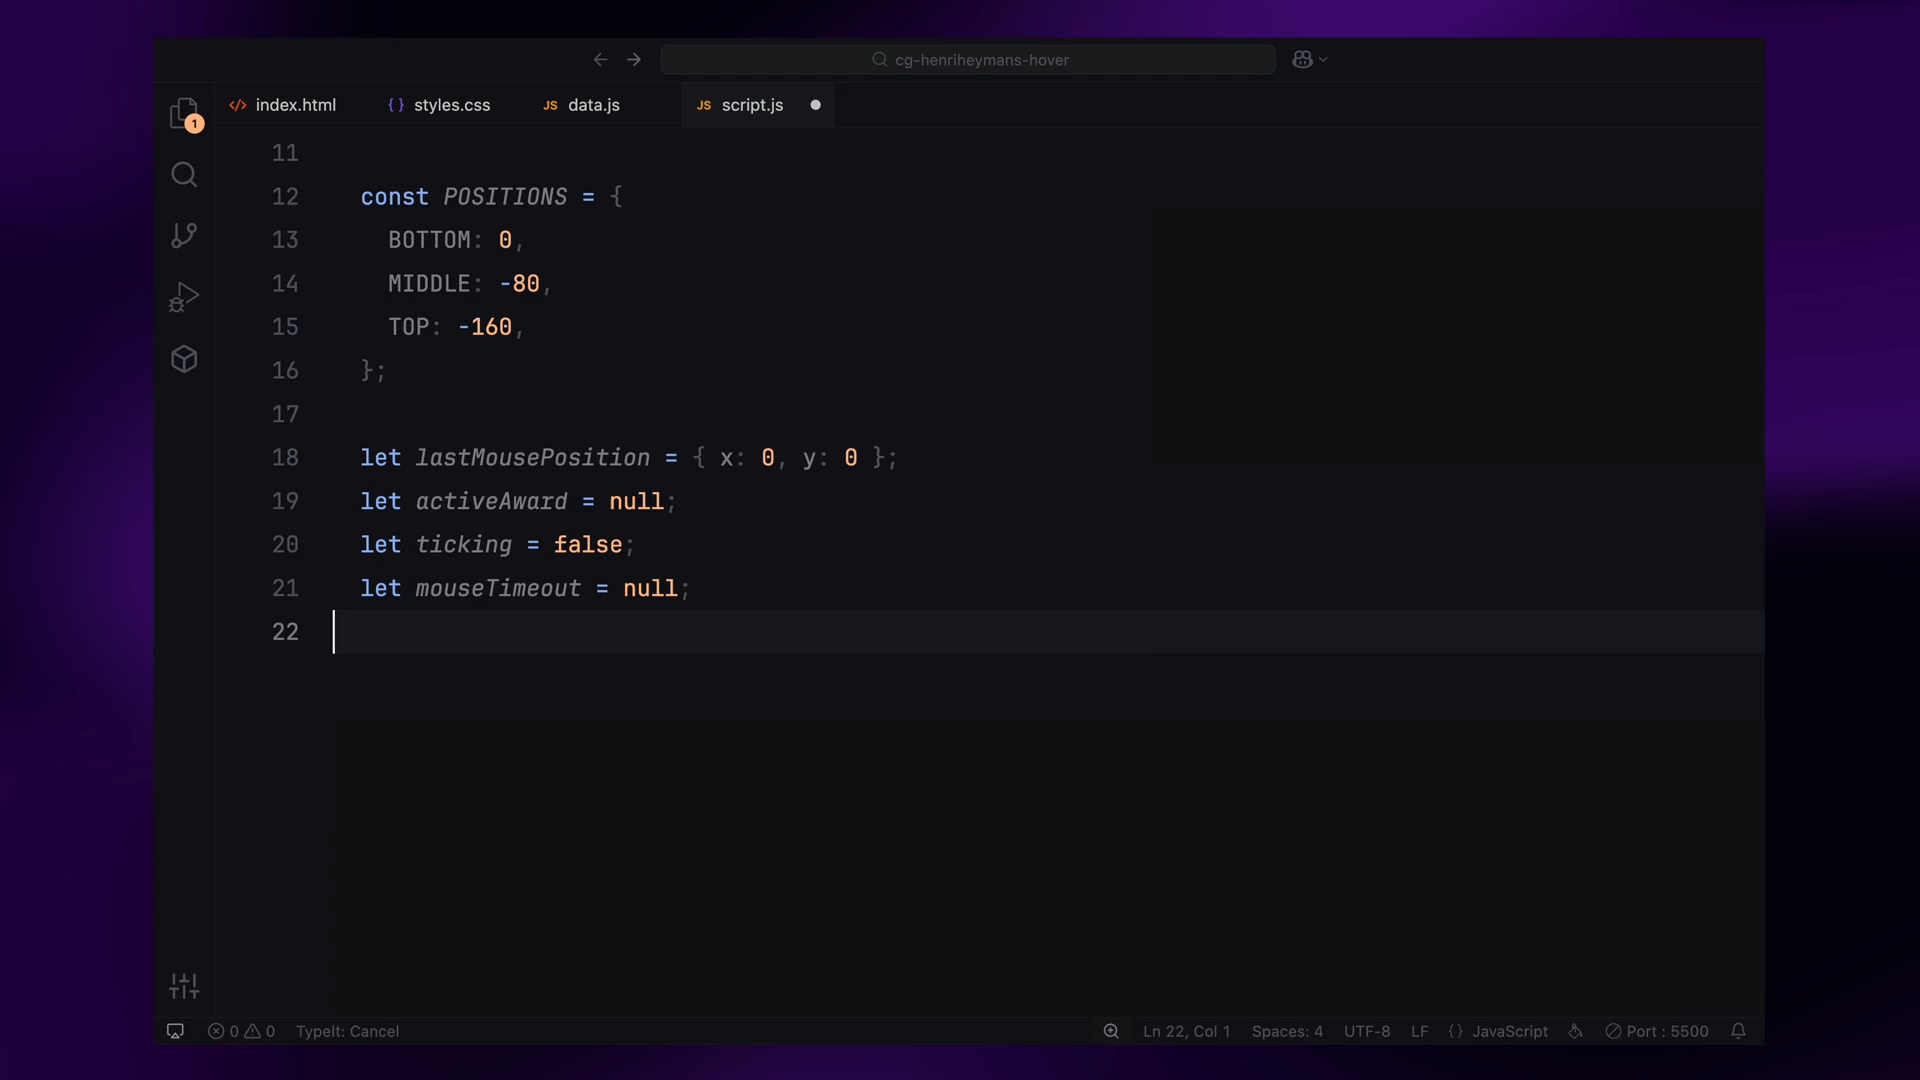 cg-henriheymans-hover
index.html
styles.css
JS data.js
JS script.js
1
11
12 const POSITIONS = {
13 BOTTOM: 0,
14 MIDDLE: -80,
15 TOP: -160,
16 };
17
18 let lastMousePosition = { x: 0, y: 0 };
19 let activeAward = null;
20 let ticking = false;
21 let mouseTimeout = null;
22
0 0 TypeIt: Cancel Ln 22, Col 1 Spaces: 4 UTF-8 LF {} JavaScript Port : 5500